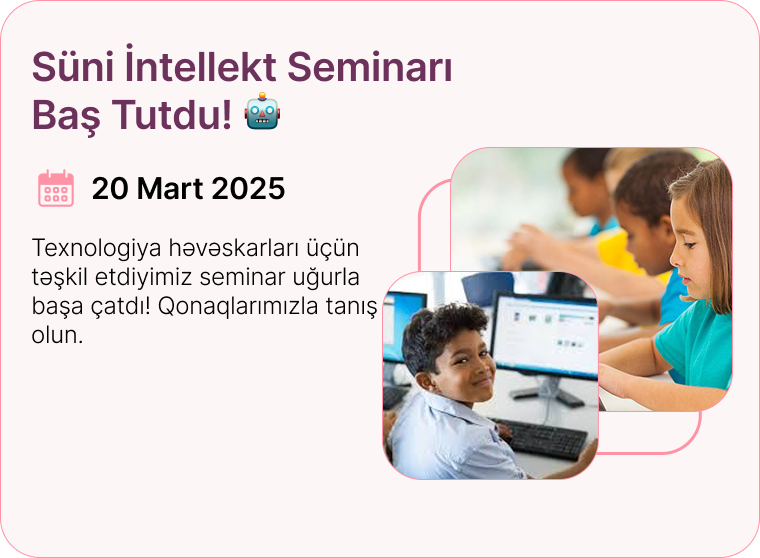 Süni İntellekt Seminarı
Baş Tutdu! 🤖
20 Mart 2025
Texnologiya həvəskarları üçün
təşkil etdiyimiz seminar uğurla
başa çatdı! Qonaqlarımızla tanış
olun.